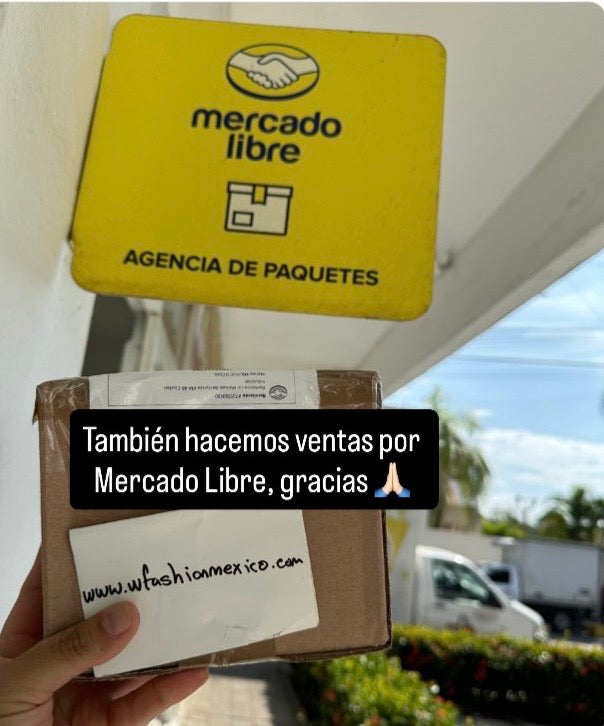 mercado
libre
AGENCIA DE PAQUETES
También hacemos ventas por
Mercado Libre, gracias 🙏🏻
www.wfashionmexico.com